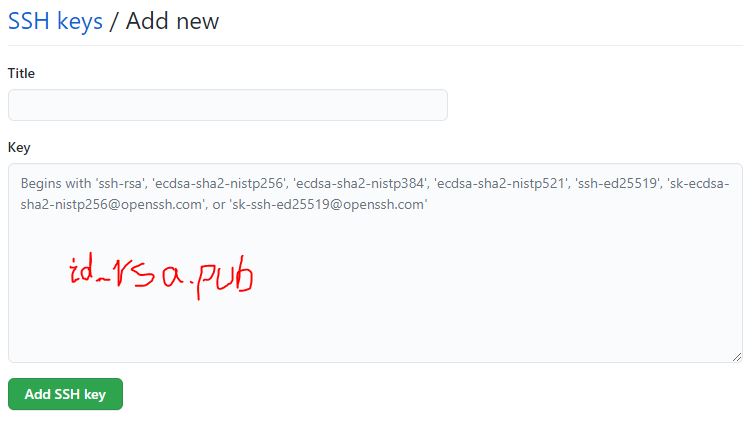 SSH keys / Add new
Title
Key
Begins with 'ssh-rsa', 'ecdsa-sha2-nistp256', 'ecdsa-sha2-nistp384', 'ecdsa-sha2-nistp521', 'ssh-ed25519', 'sk-ecdsa-
sha2-nistp256@openssh.com', or 'sk-ssh-ed25519@openssh.com'
id_rsa.pub
Add SSH key